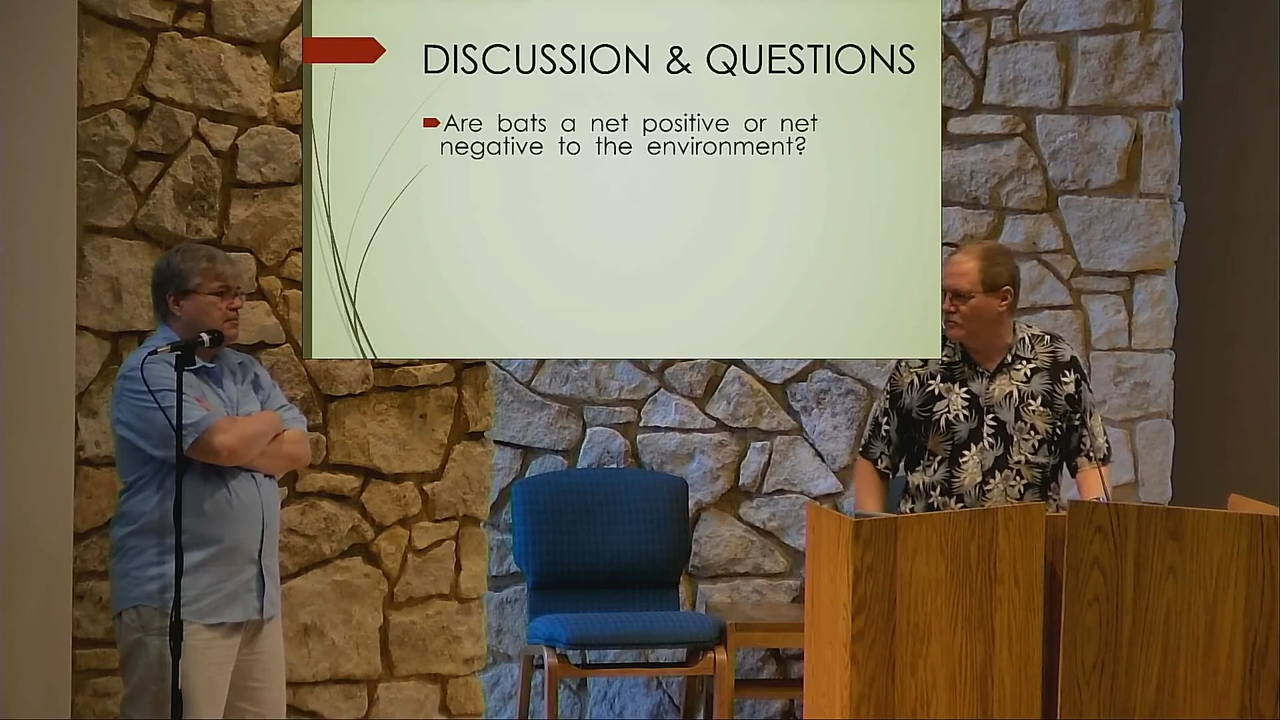 DISCUSSION & QUESTIONS
Are bats a net positive or net
negative to the environment?